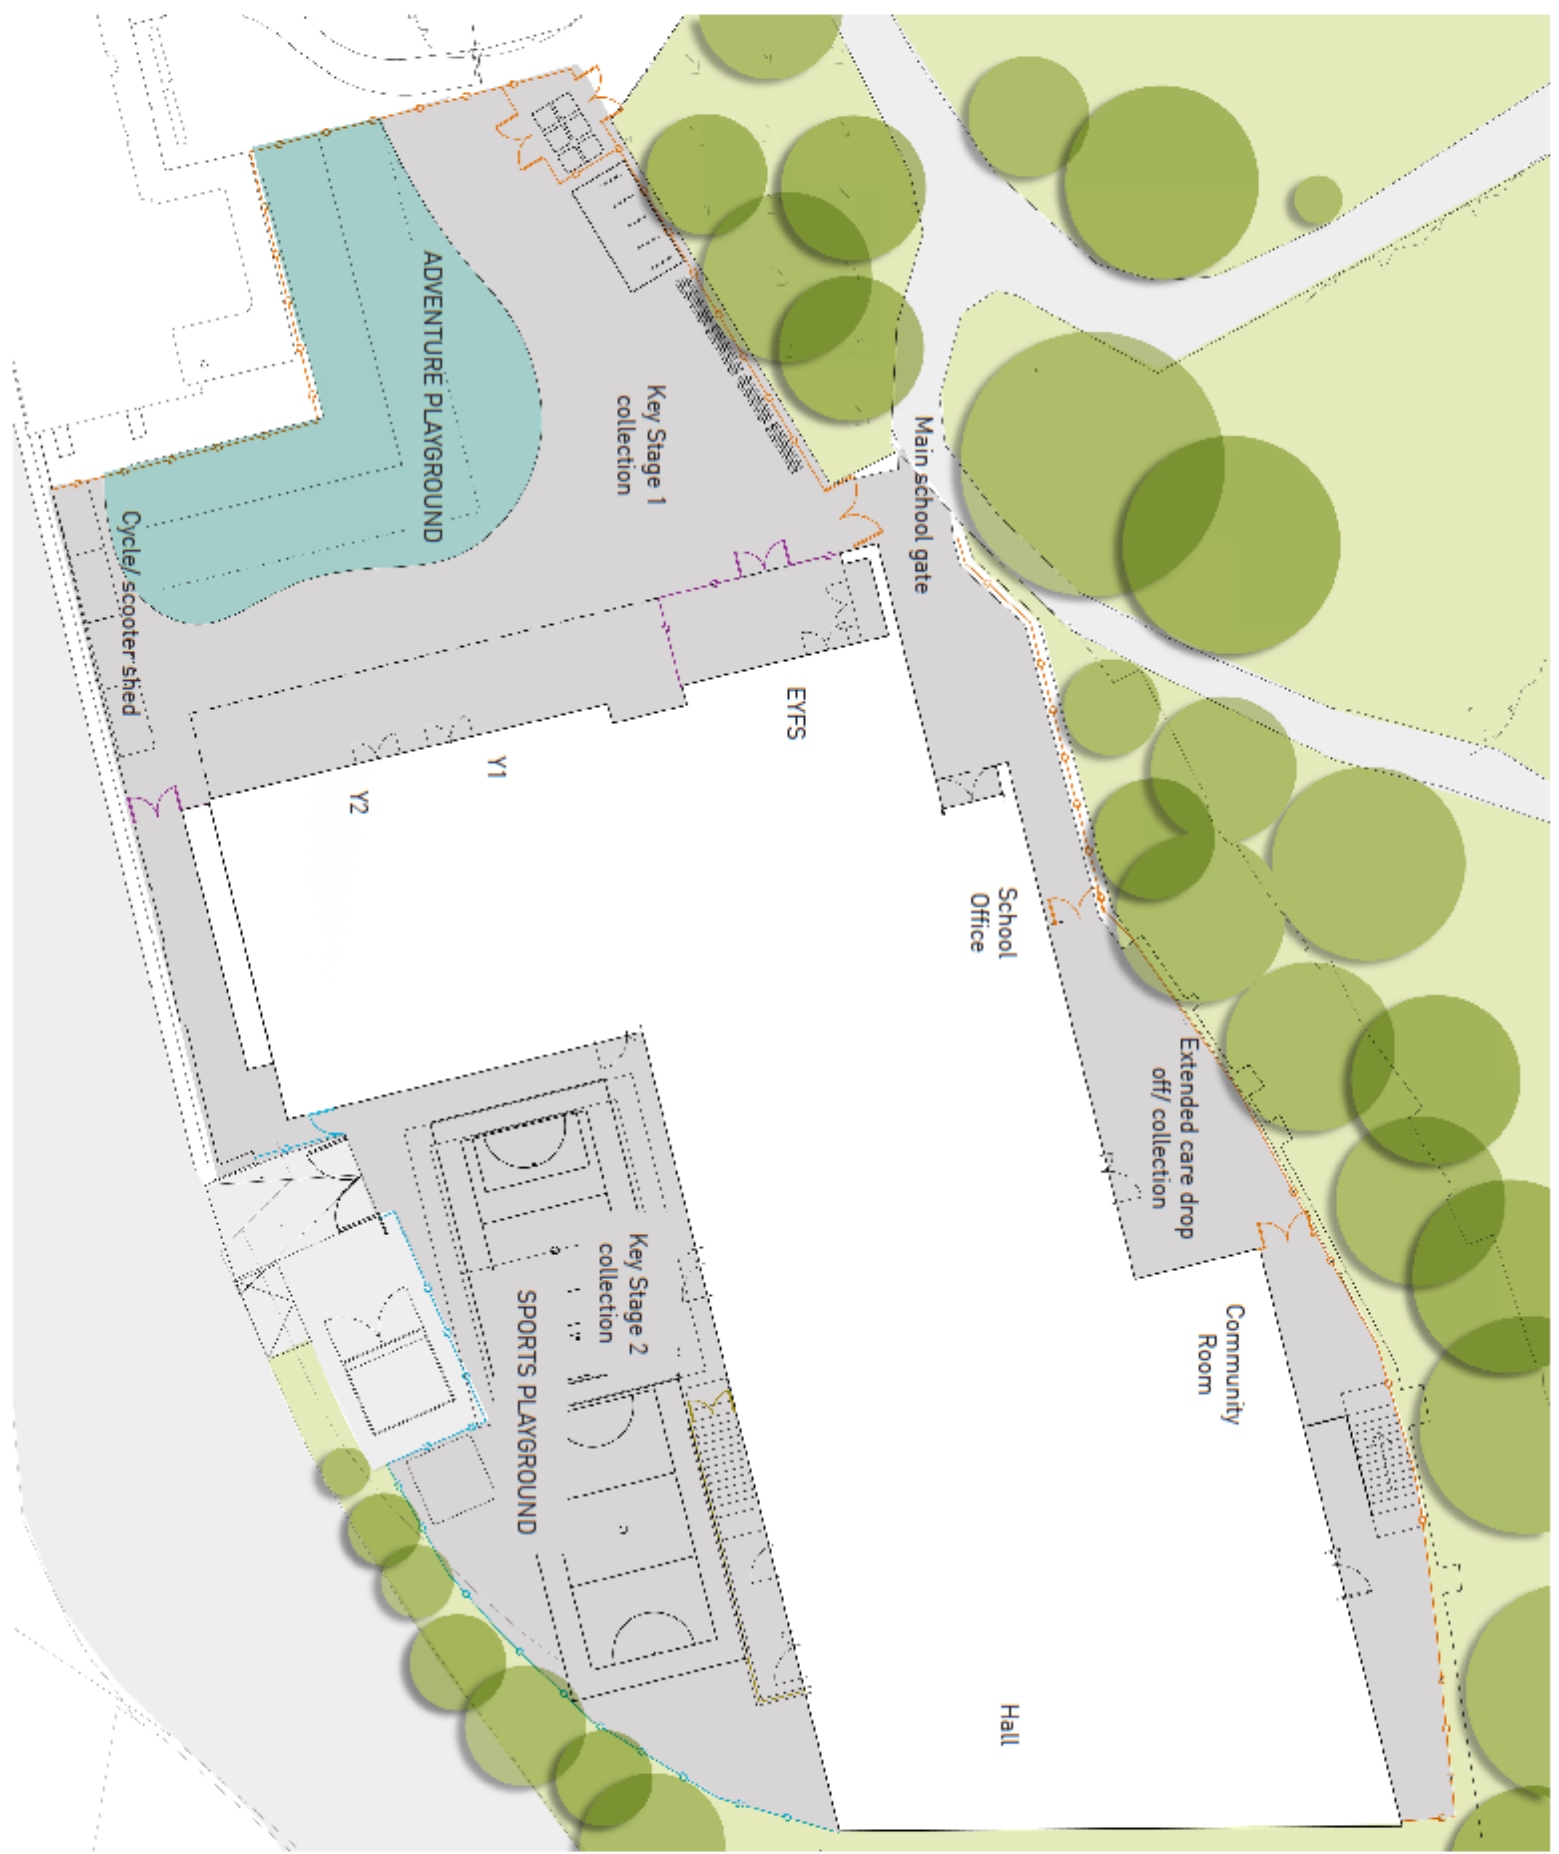 Main school gate
Key Stage 1
collection
ADVENTURE PLAYGROUND
Cycle/ scooter shed
EYFS
Y1
Y2
School
Office
Extended care drop
off/ collection
Community
Room
Key Stage 2
collection
SPORTS PLAYGROUND
Hall